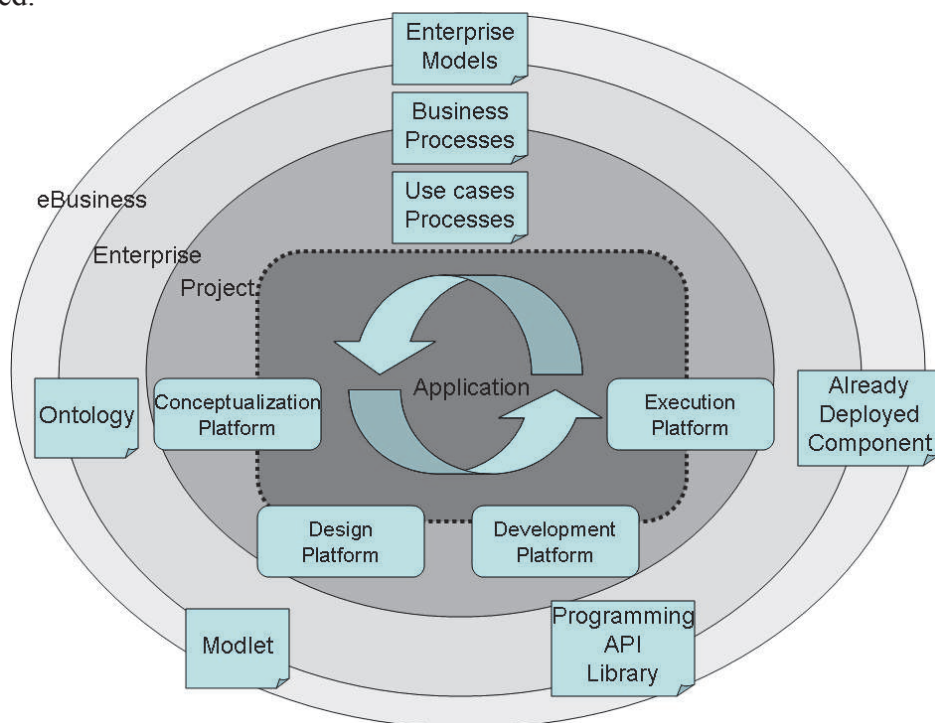 ed.
Enterprise
Models
Business
Processes
Use cases
Processes
eBusiness
Enterprise
Project
Application
Ontology
Conceptualization
Platform
Execution
Platform
Already
Deployed
Component
Design
Platform
Development
Platform
Modlet
Programming
API
Library